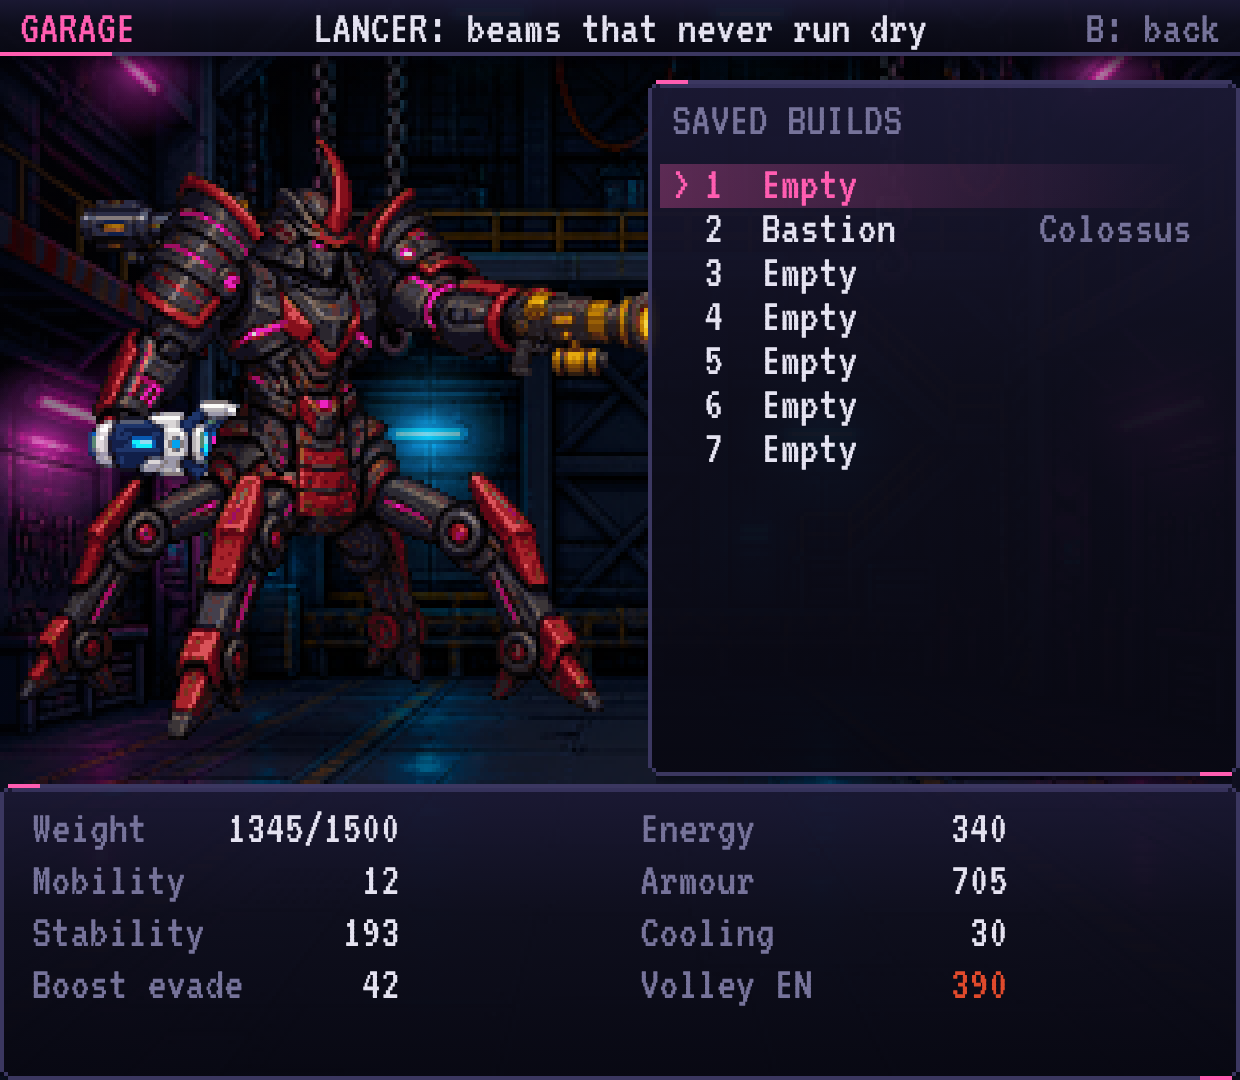 GARAGE LANCER: beams that never run dry B: back
SAVED BUILDS
> 1 Empty
2 Bastion Colossus
3 Empty
4 Empty
5 Empty
6 Empty
7 Empty
Weight 1345/1500 Energy 340
Mobility 12 Armour 705
Stability 193 Cooling 30
Boost evade 42 Volley EN 390